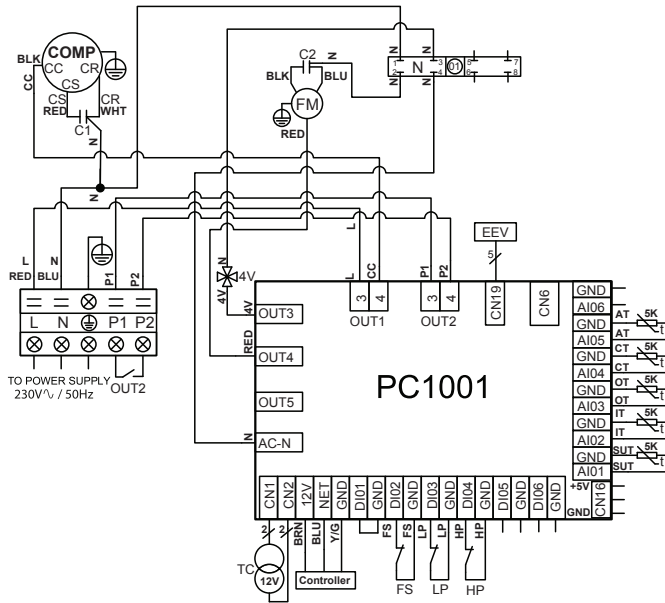 COMP
BLK
CC
CR
CS
CC
CS
RED
CR
WHT
C1
N
N
C2
N
BLK
BLU
FM
RED
N
N
1
3
5
7
N
01
2
4
6
8
L
N
RED
BLU
P1
P2
L
N
P1
P2
TO POWER SUPPLY
230V∿ / 50Hz
OUT2
N
4V
4V
4V
RED
N
L
L
CC
P1
P2
3
4
3
4
OUT1
OUT2
EEV
5
CN19
CN6
OUT3
OUT4
OUT5
AC-N
PC1001
GND
AI06
GND
AI05
GND
AI04
GND
AI03
GND
AI02
GND
AI01
AT
AT
CT
CT
OT
OT
IT
IT
SUT
SUT
5K
t
5K
t
5K
t
5K
t
5K
t
+5V
GND
CN16
CN1
CN2
12V
NET
GND
DI01
GND
DI02
GND
DI03
GND
DI04
GND
DI05
GND
DI06
GND
2
2
BRN
BLU
Y/G
FS
FS
LP
LP
HP
HP
TC
12V
Controller
FS
LP
HP